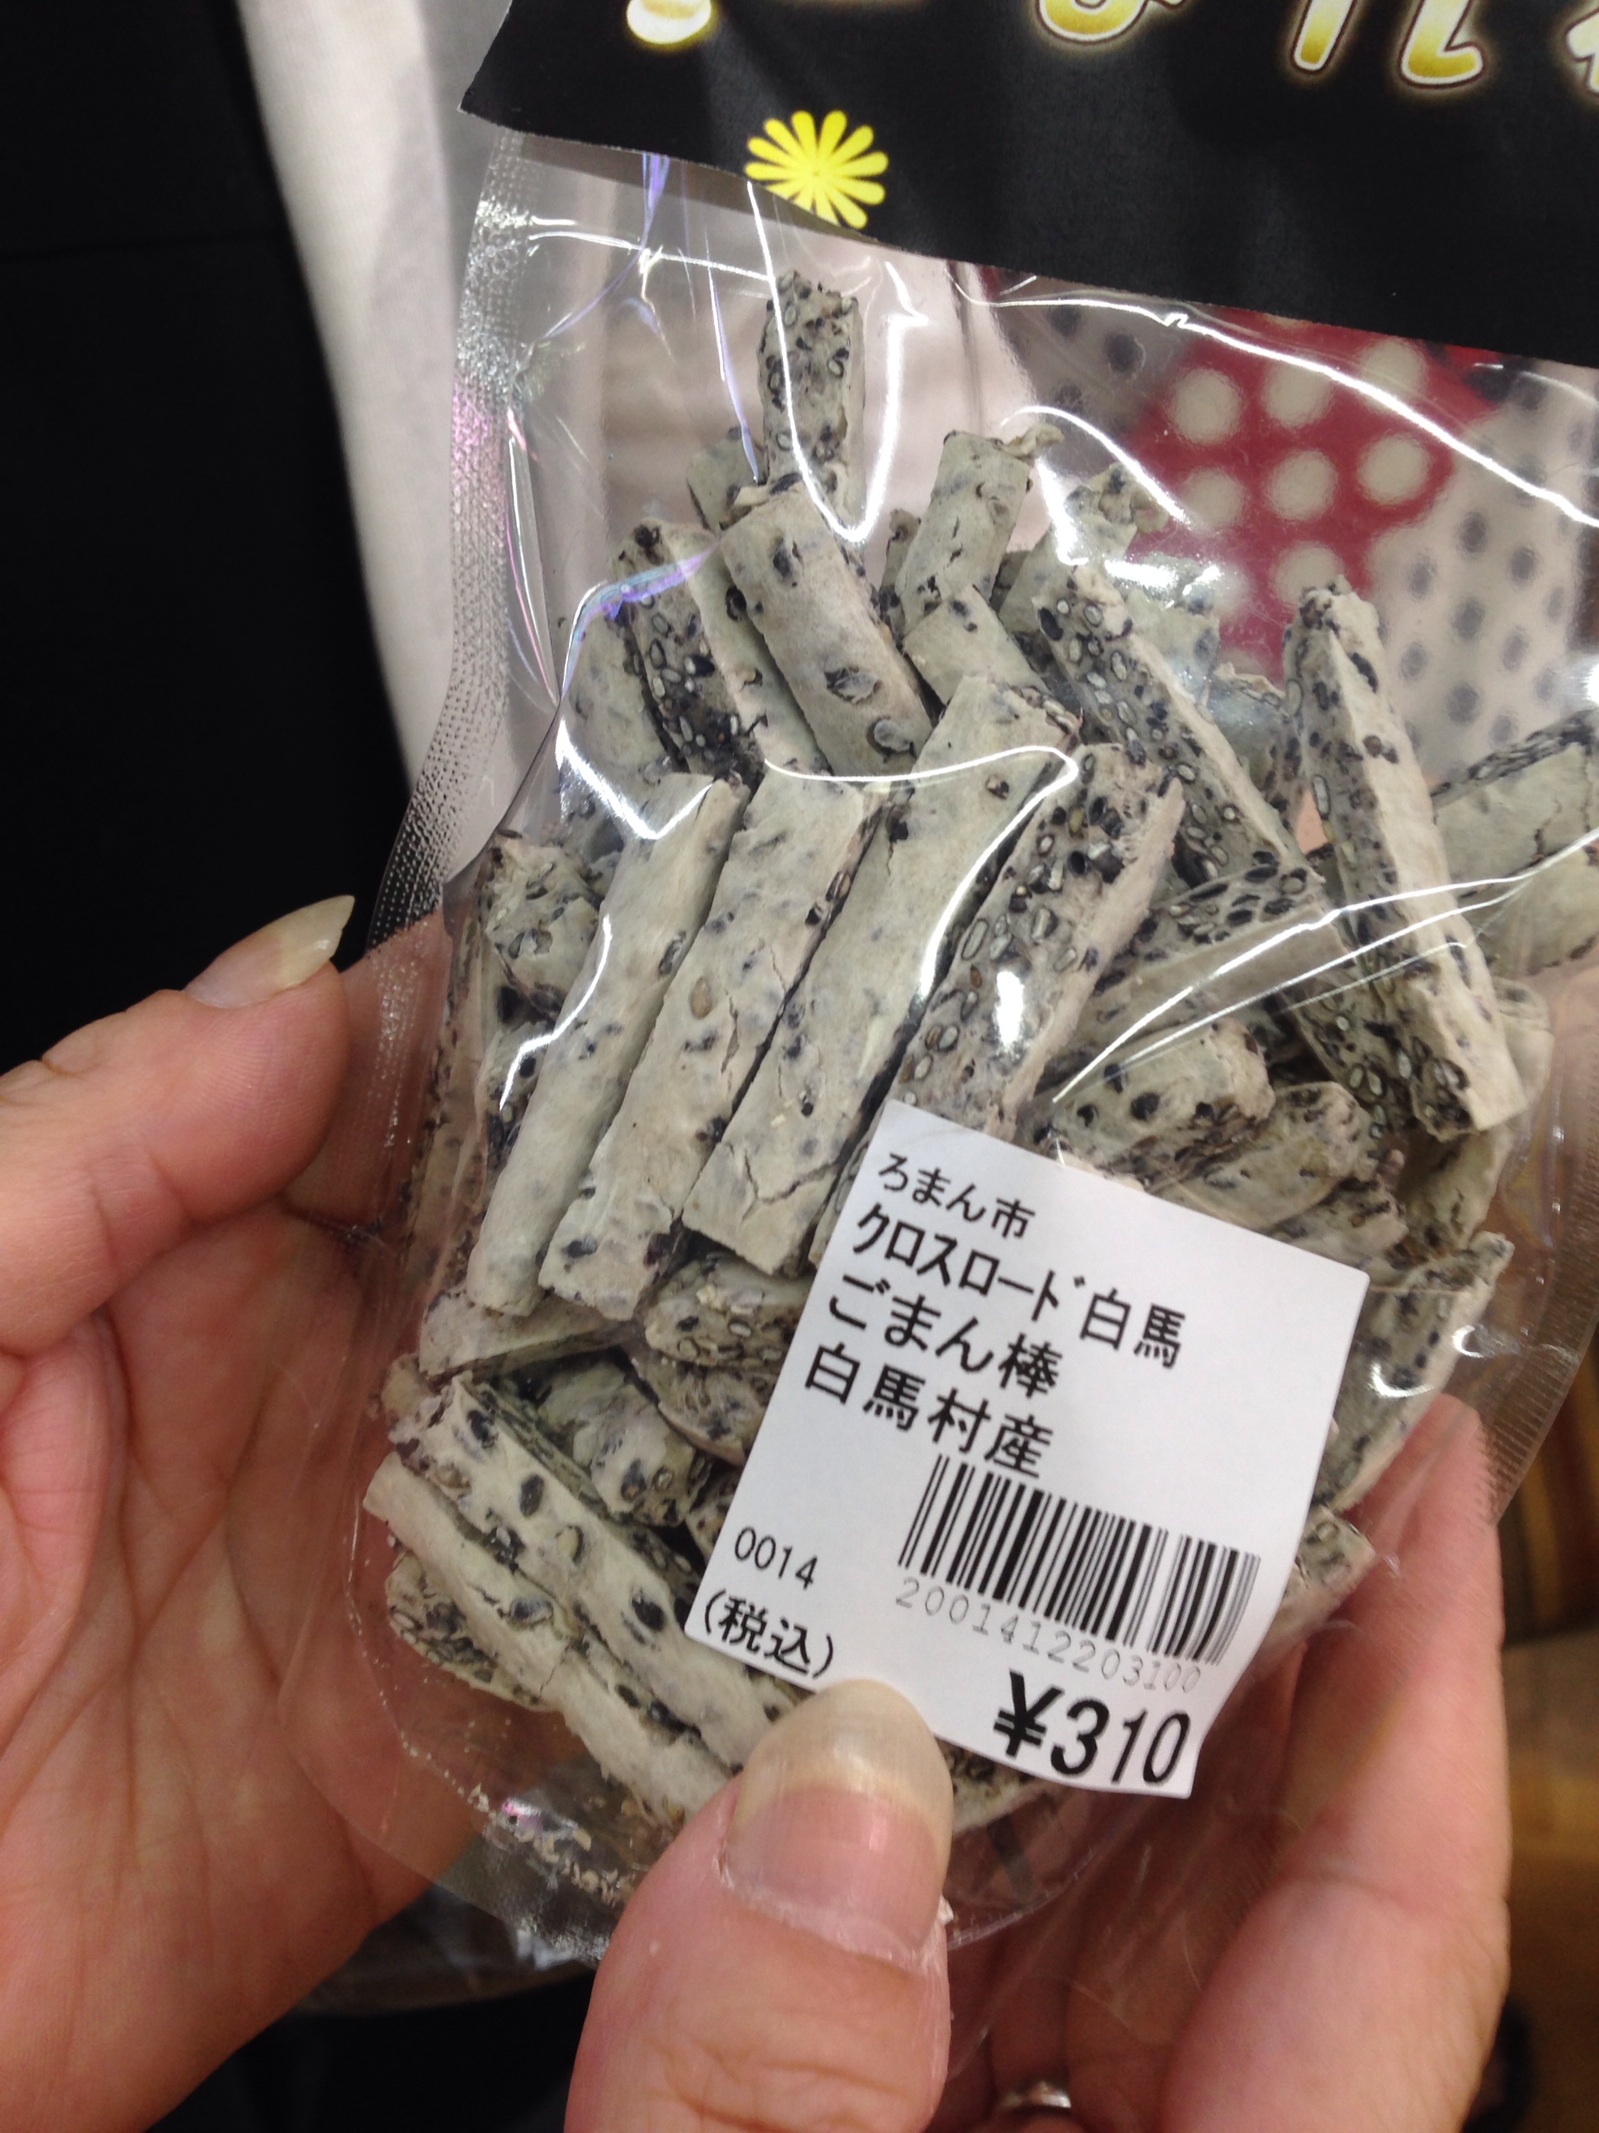 ろまん市
クロスロード白馬
ごまん棒
白馬村産
0014
2001412203100
(税込)
¥310